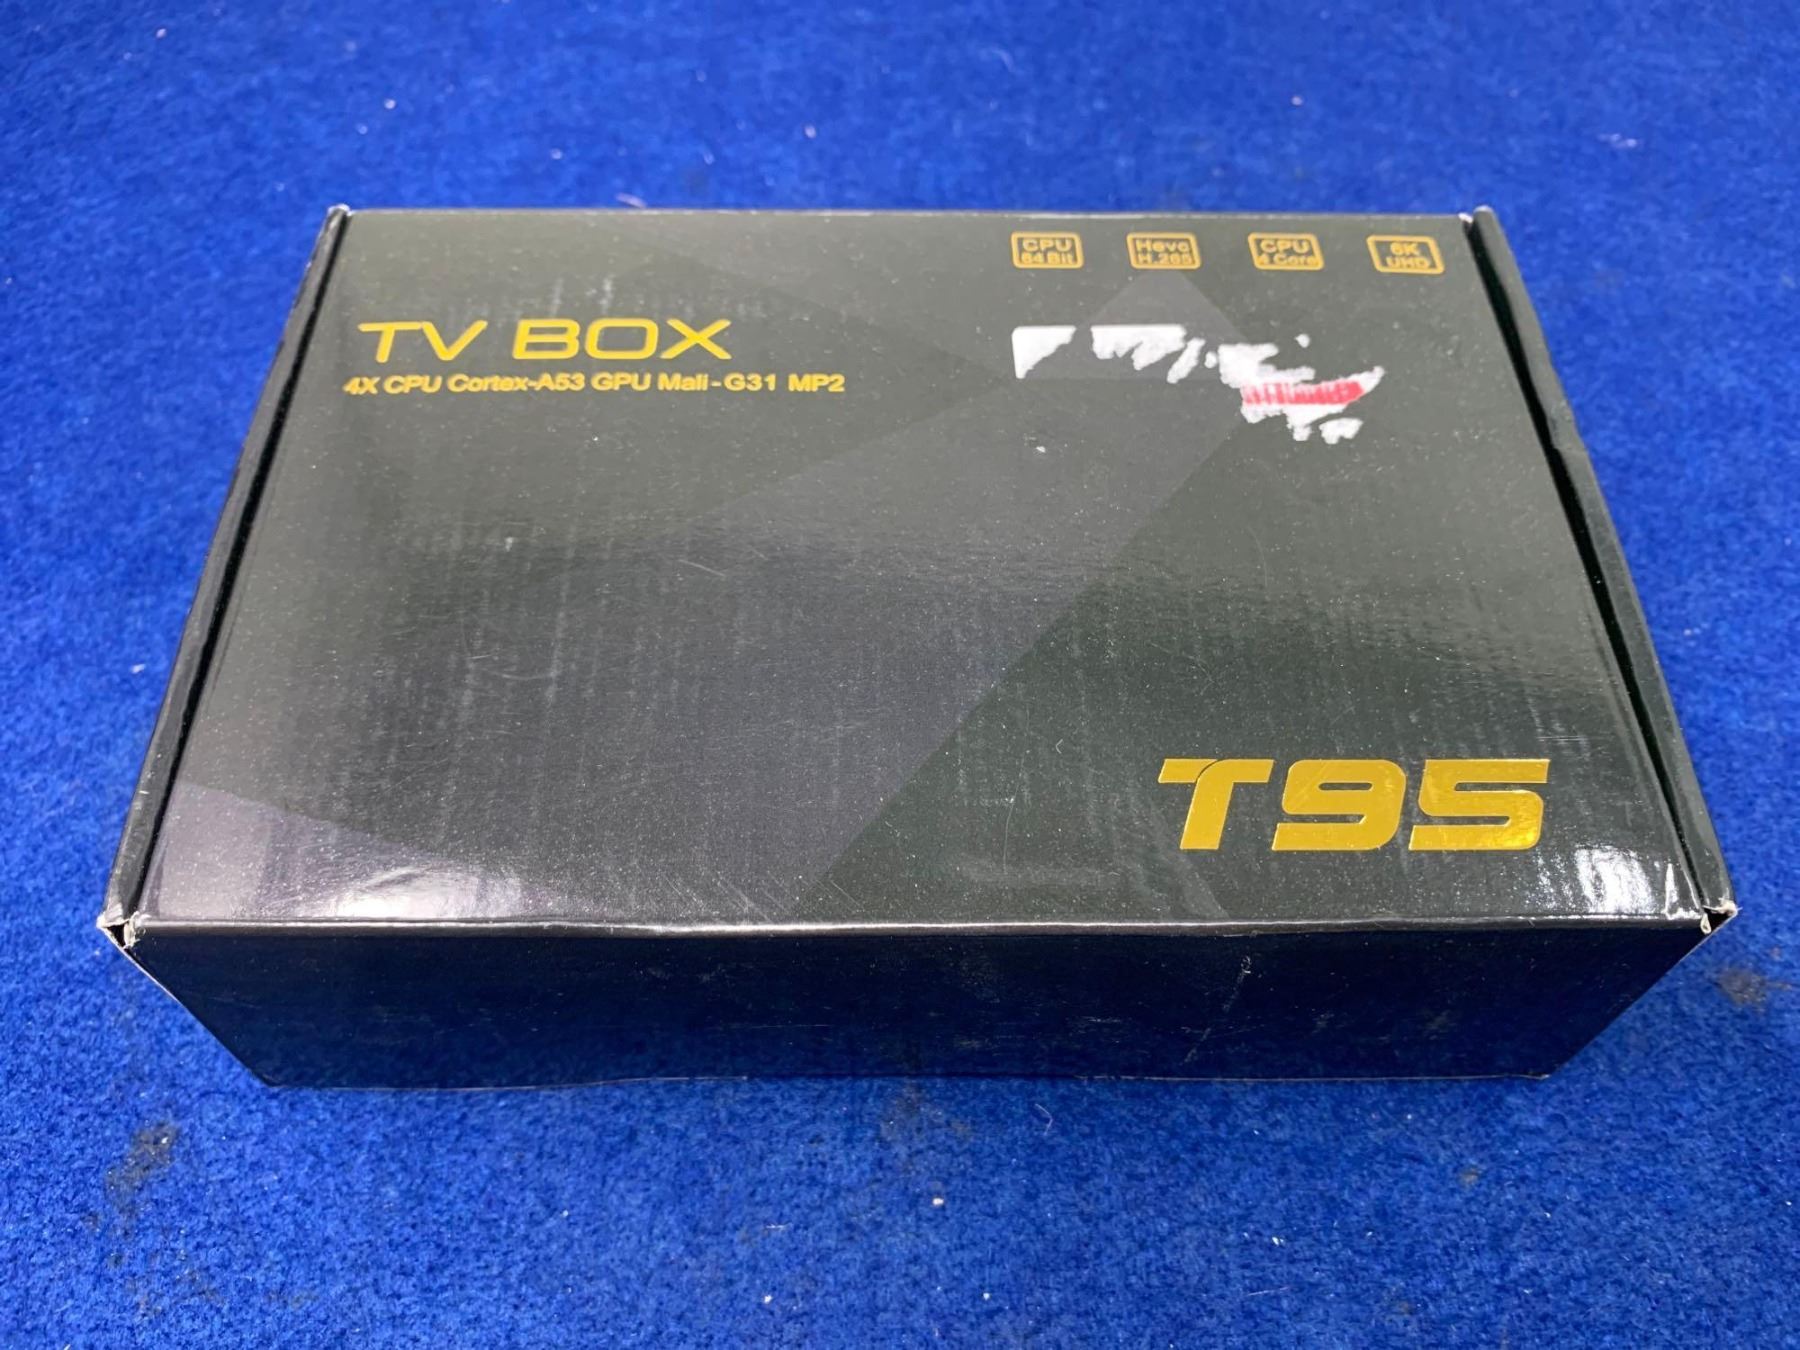 CPU 64 Bit
Hevc H.265
CPU 4 Core
6K UHD
TV BOX
4X CPU Cortex-A53 GPU Mali-G31 MP2
T95